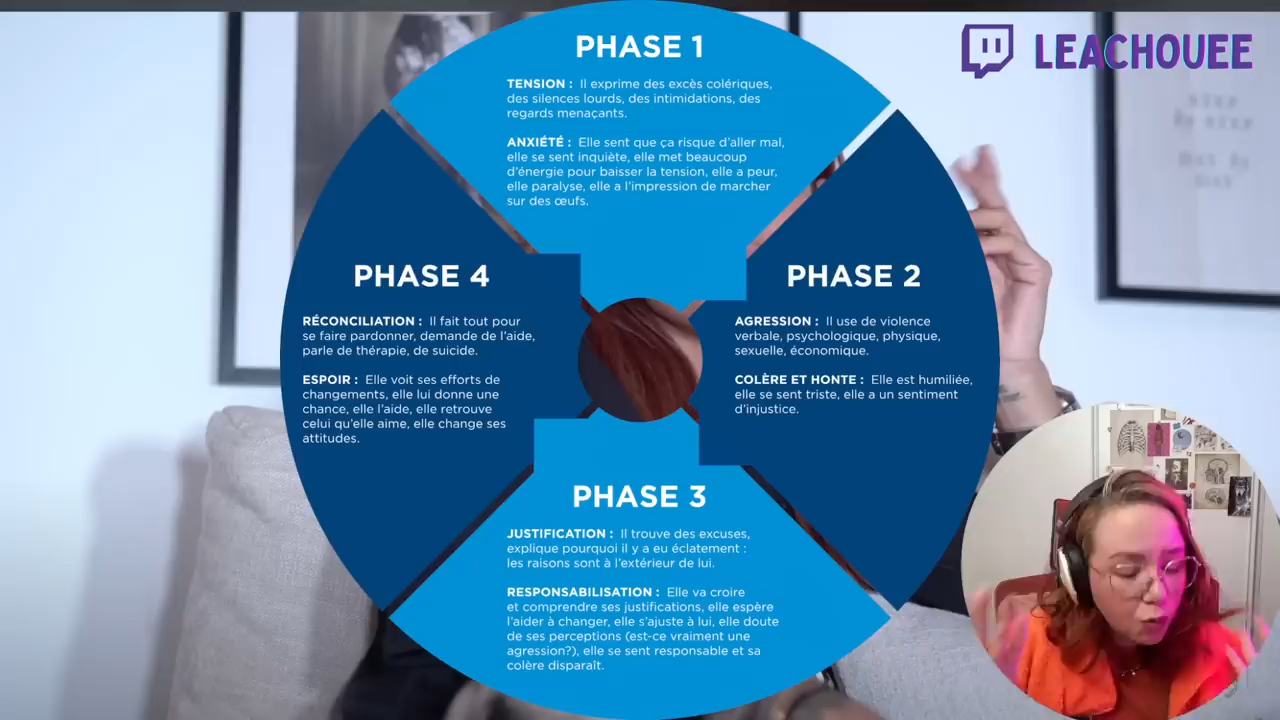 LEACHOUEE
PHASE 1
TENSION : Il exprime des excès colériques,
des silences lourds, des intimidations, des
regards menaçants.
ANXIÉTÉ : Elle sent que ça risque d'aller mal,
elle se sent inquiète, elle met beaucoup
d'énergie pour baisser la tension, elle a peur,
elle paralyse, elle a l'impression de marcher
sur des œufs.
PHASE 2
AGRESSION : Il use de violence
verbale, psychologique, physique,
sexuelle, économique.
COLÈRE ET HONTE : Elle est humiliée,
elle se sent triste, elle a un sentiment
d'injustice.
PHASE 3
JUSTIFICATION : Il trouve des excuses,
explique pourquoi il y a eu éclatement :
les raisons sont à l'extérieur de lui.
RESPONSABILISATION : Elle va croire
et comprendre ses justifications, elle espère
l'aider à changer, elle s'ajuste à lui, elle doute
de ses perceptions (est-ce vraiment une
agression?), elle se sent responsable et sa
colère disparaît.
PHASE 4
RÉCONCILIATION : Il fait tout pour
se faire pardonner, demande de l'aide,
parle de thérapie, de suicide.
ESPOIR : Elle voit ses efforts de
changements, elle lui donne une
chance, elle l'aide, elle retrouve
celui qu'elle aime, elle change ses
attitudes.